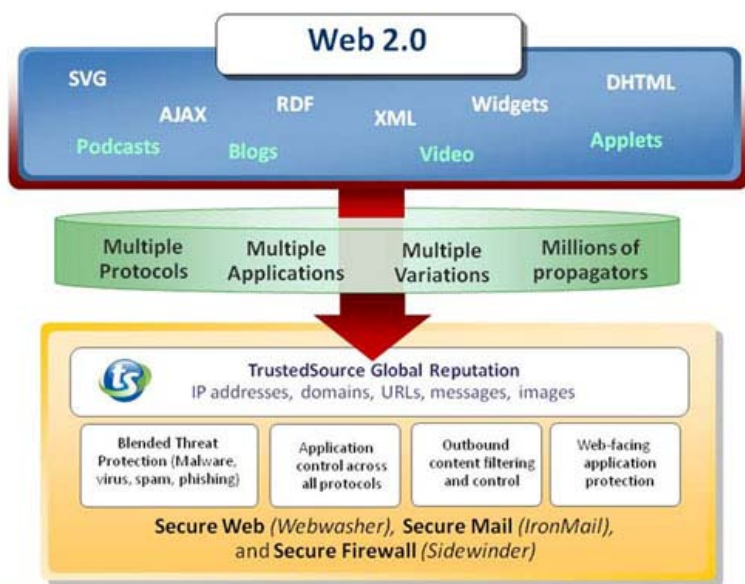 Web 2.0
SVG
AJAX
RDF
XML
Widgets
DHTML
Podcasts
Blogs
Video
Applets
Multiple
Protocols
Multiple
Applications
Multiple
Variations
Millions of
propagators
ts
TrustedSource Global Reputation
IP addresses, domains, URLs, messages, images
Blended Threat
Protection (Malware,
virus, spam, phishing)
Application
control across
all protocols
Outbound
content filtering
and control
Web-facing
application
protection
Secure Web (Webwasher), Secure Mail (IronMail),
and Secure Firewall (Sidewinder)